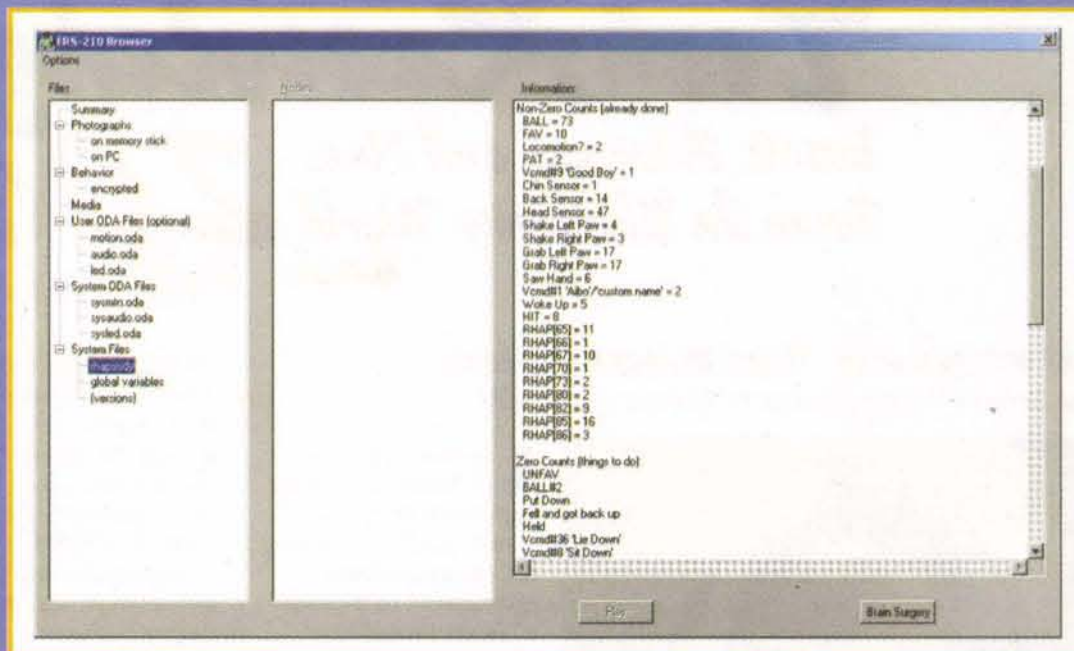 ERS-210 Browser
Options
Files
Summary
Photographs
on memory stick
on PC
Behavior
encrypted
Media
User ODA Files (optional)
motion.oda
audio.oda
led.oda
System ODA Files
sysmtn.oda
sysaudio.oda
sysled.oda
System Files
rhapsody
global variables
(versions)
Nodes
Information
Non-Zero Counts (already done)
BALL = 73
FAV = 10
Locomotion? = 2
PAT = 2
Vcmd#9 'Good Boy' = 1
Chin Sensor = 1
Back Sensor = 14
Head Sensor = 47
Shake Left Paw = 4
Shake Right Paw = 3
Grab Left Paw = 17
Grab Right Paw = 17
Saw Hand = 6
Vcmd#1 'Aibo'/'custom name' = 2
Woke Up = 5
HIT = 8
RHAP[65] = 11
RHAP[66] = 1
RHAP[67] = 10
RHAP[70] = 1
RHAP[73] = 2
RHAP[80] = 2
RHAP[82] = 9
RHAP[85] = 16
RHAP[86] = 3
Zero Counts (things to do)
UNFAV
BALL#2
Put Down
Fell and got back up
Held
Vcmd#36 'Lie Down'
Vcmd#8 'Sit Down'
Play
Brain Surgery